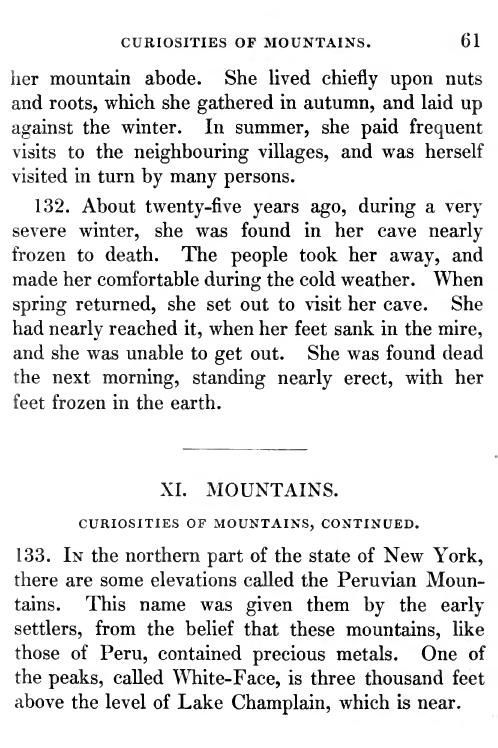 CURIOSITIES OF MOUNTAINS. 61
her mountain abode. She lived chiefly upon nuts
and roots, which she gathered in autumn, and laid up
against the winter. In summer, she paid frequent
visits to the neighbouring villages, and was herself
visited in turn by many persons.
132. About twenty-five years ago, during a very
severe winter, she was found in her cave nearly
frozen to death. The people took her away, and
made her comfortable during the cold weather. When
spring returned, she set out to visit her cave. She
had nearly reached it, when her feet sank in the mire,
and she was unable to get out. She was found dead
the next morning, standing nearly erect, with her
feet frozen in the earth.
XI. MOUNTAINS.
CURIOSITIES OF MOUNTAINS, CONTINUED.
133. IN the northern part of the state of New York,
there are some elevations called the Peruvian Moun-
tains. This name was given them by the early
settlers, from the belief that these mountains, like
those of Peru, contained precious metals. One of
the peaks, called White-Face, is three thousand feet
above the level of Lake Champlain, which is near.